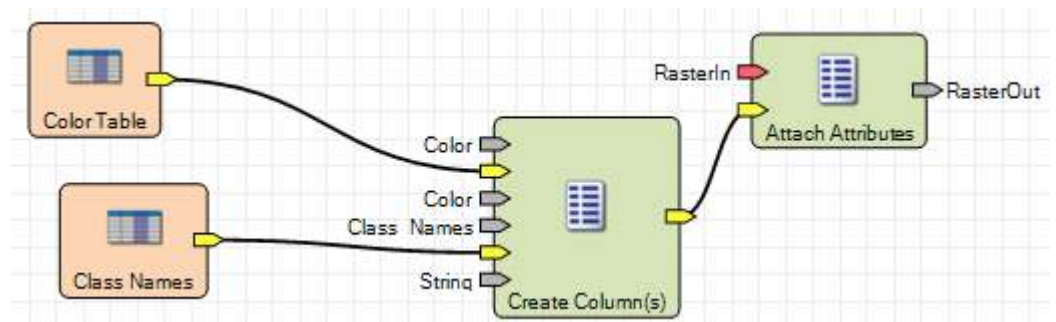 Color Table
Class Names
Color
Color
Class Names
String
Create Column(s)
RasterIn
Attach Attributes
RasterOut